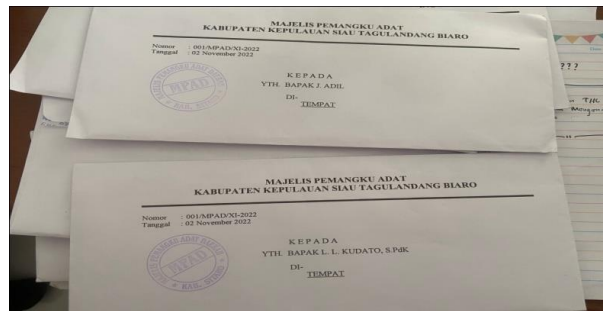 MAJELIS PEMANGKU ADAT
KABUPATEN KEPULAUAN SIAU TAGULANDANG BIARO
Nomor : 001/MPAD/XI-2022
Tanggal : 02 November 2022
KEPADA
YTH. BAPAK J. ADIL
DI-
TEMPAT
MPAD
MAJELIS PEMANGKU ADAT
KABUPATEN KEPULAUAN SIAU TAGULANDANG BIARO
Nomor : 001/MPAD/XI-2022
Tanggal : 02 November 2022
KEPADA
YTH. BAPAK L. L. KUDATO, S.PdK
DI-
TEMPAT
MPAD
???